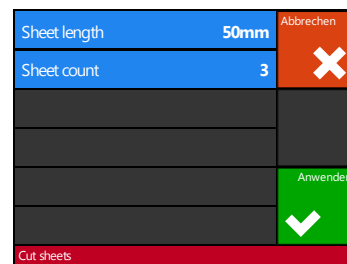 Sheet length 50mm
Abbrechen
Sheet count 3
Anwenden
Cut sheets